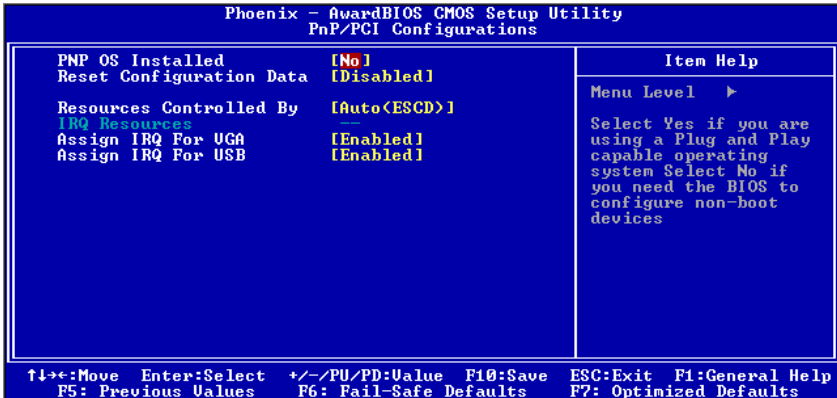 Phoenix - AwardBIOS CMOS Setup Utility
PnP/PCI Configurations
PNP OS Installed [No]
Reset Configuration Data [Disabled]
Resources Controlled By [Auto(ESCD)]
IRQ Resources --
Assign IRQ For VGA [Enabled]
Assign IRQ For USB [Enabled]
Item Help
Menu Level ►
Select Yes if you are
using a Plug and Play
capable operating
system Select No if
you need the BIOS to
configure non-boot
devices
↑↓→←:Move Enter:Select +/-/PU/PD:Value F10:Save ESC:Exit F1:General Help
F5: Previous Values F6: Fail-Safe Defaults F7: Optimized Defaults